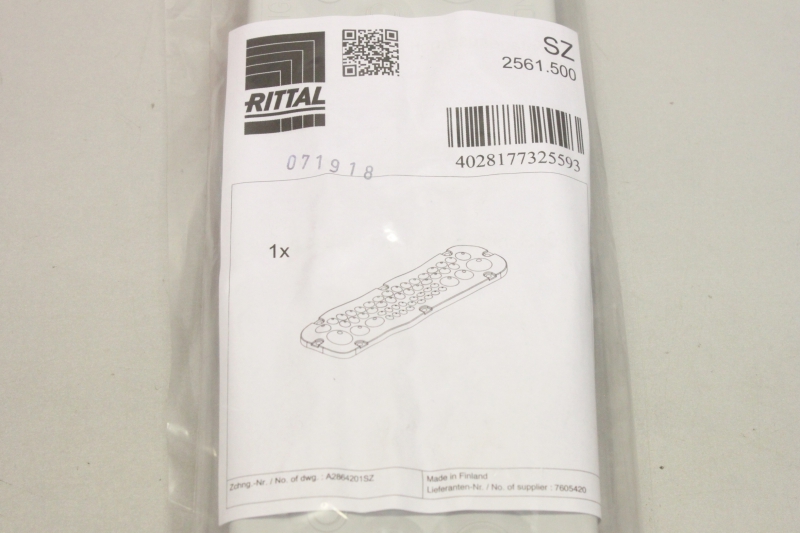 RITTAL
SZ
2561.500
4028177325593
071918
1x
Zchng.-Nr. / No. of dwg. : A2864201SZ
Made in Finland
Lieferanten-Nr. / No. of supplier : 7605420